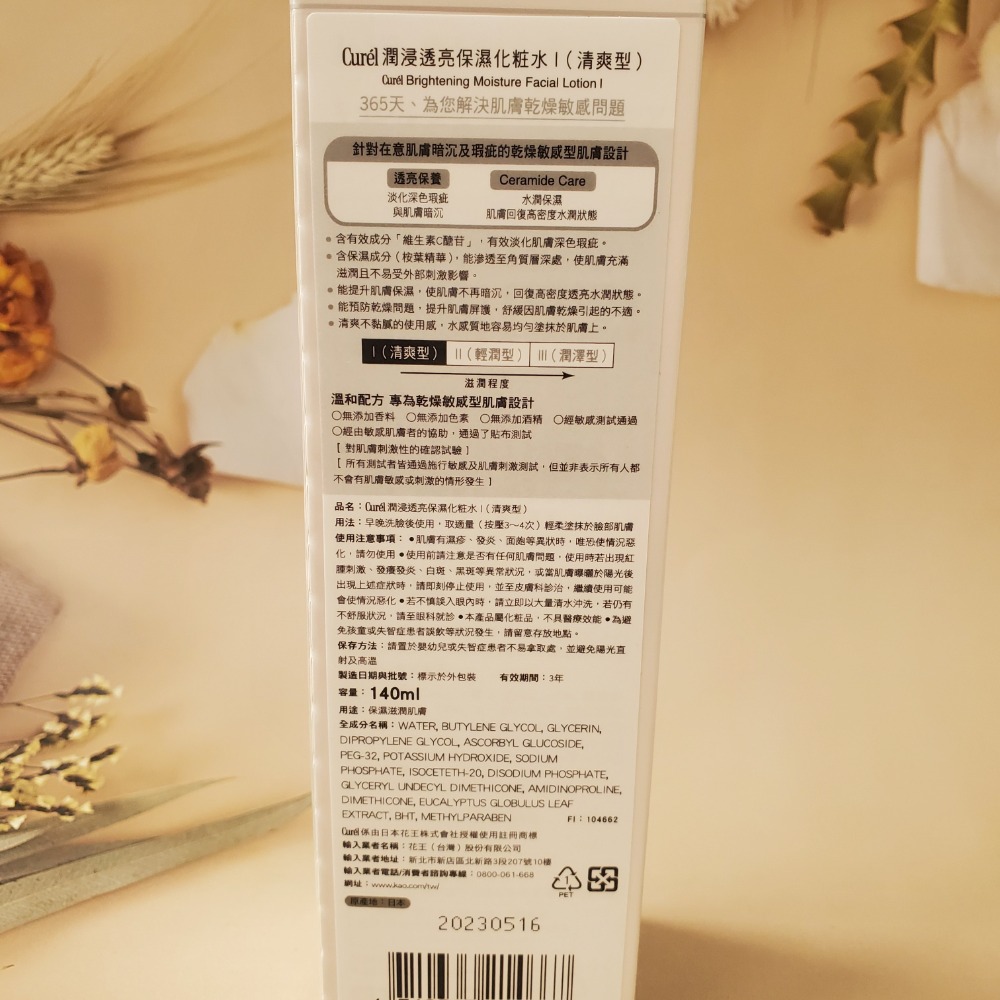 Curél 潤浸透亮保濕化粧水 I（清爽型）
Curél Brightening Moisture Facial Lotion I
365天、為您解決肌膚乾燥敏感問題
針對在意肌膚暗沉及瑕疵的乾燥敏感型肌膚設計
透亮保養 Ceramide Care
淡化深色瑕疵 水潤保濕
與肌膚暗沉 肌膚回復高密度水潤狀態
• 含有效成分「維生素C醣苷」，有效淡化肌膚深色瑕疵。
• 含保濕成分（桉葉精華），能滲透至角質層深處，使肌膚充滿
滋潤且不易受外部刺激影響。
• 能提升肌膚保濕，使肌膚不再暗沉，回復高密度透亮水潤狀態。
• 能預防乾燥問題，提升肌膚屏護，舒緩因肌膚乾燥引起的不適。
• 清爽不黏膩的使用感，水感質地容易均勻塗抹於肌膚上。
I（清爽型） II（輕潤型） III（潤澤型）
滋潤程度
溫和配方 專為乾燥敏感型肌膚設計
○無添加香料 ○無添加色素 ○無添加酒精 ○經敏感測試通過
○經由敏感肌膚者的協助，通過了貼布測試
[ 對肌膚刺激性的確認試驗 ]
[ 所有測試者皆通過施行敏感及肌膚刺激測試，但並非表示所有人都
不會有肌膚敏感或刺激的情形發生 ]
品名：Curél 潤浸透亮保濕化粧水 I（清爽型）
用法：早晚洗臉後使用，取適量（按壓3～4次）輕柔塗抹於臉部肌膚
使用注意事項： •肌膚有濕疹、發炎、面皰等異狀時，唯恐使情況惡
化，請勿使用 •使用前請注意是否有任何肌膚問題，使用時若出現紅
腫刺激、發癢發炎、白斑、黑斑等異常狀況，或當肌膚曝曬於陽光後
出現上述症狀時，請即刻停止使用，並至皮膚科診治，繼續使用可能
會使情況惡化 •若不慎誤入眼內時，請立即以大量清水沖洗，若仍有
不舒服狀況，請至眼科就診 •本產品屬化粧品，不具醫療效能 •為避
免孩童或失智症患者誤飲等狀況發生，請留意存放地點。
保存方法：請置於嬰幼兒或失智症患者不易拿取處，並避免陽光直
射及高溫
製造日期與批號：標示於外包裝 有效期間：3年
容量：140ml
用途：保濕滋潤肌膚
全成分名稱：WATER, BUTYLENE GLYCOL, GLYCERIN,
DIPROPYLENE GLYCOL, ASCORBYL GLUCOSIDE,
PEG-32, POTASSIUM HYDROXIDE, SODIUM
PHOSPHATE, ISOCETETH-20, DISODIUM PHOSPHATE,
GLYCERYL UNDECYL DIMETHICONE, AMIDINOPROLINE,
DIMETHICONE, EUCALYPTUS GLOBULUS LEAF
EXTRACT, BHT, METHYLPARABEN
FI：104662
Curél 係由日本花王株式會社授權使用註冊商標
輸入業者名稱：花王（台灣）股份有限公司
輸入業者地址：新北市新店區北新路3段207號10樓
輸入業者電話/消費者諮詢專線：0800-061-668
網址：www.kao.com/tw/
1
PET
原產地：日本
20230516